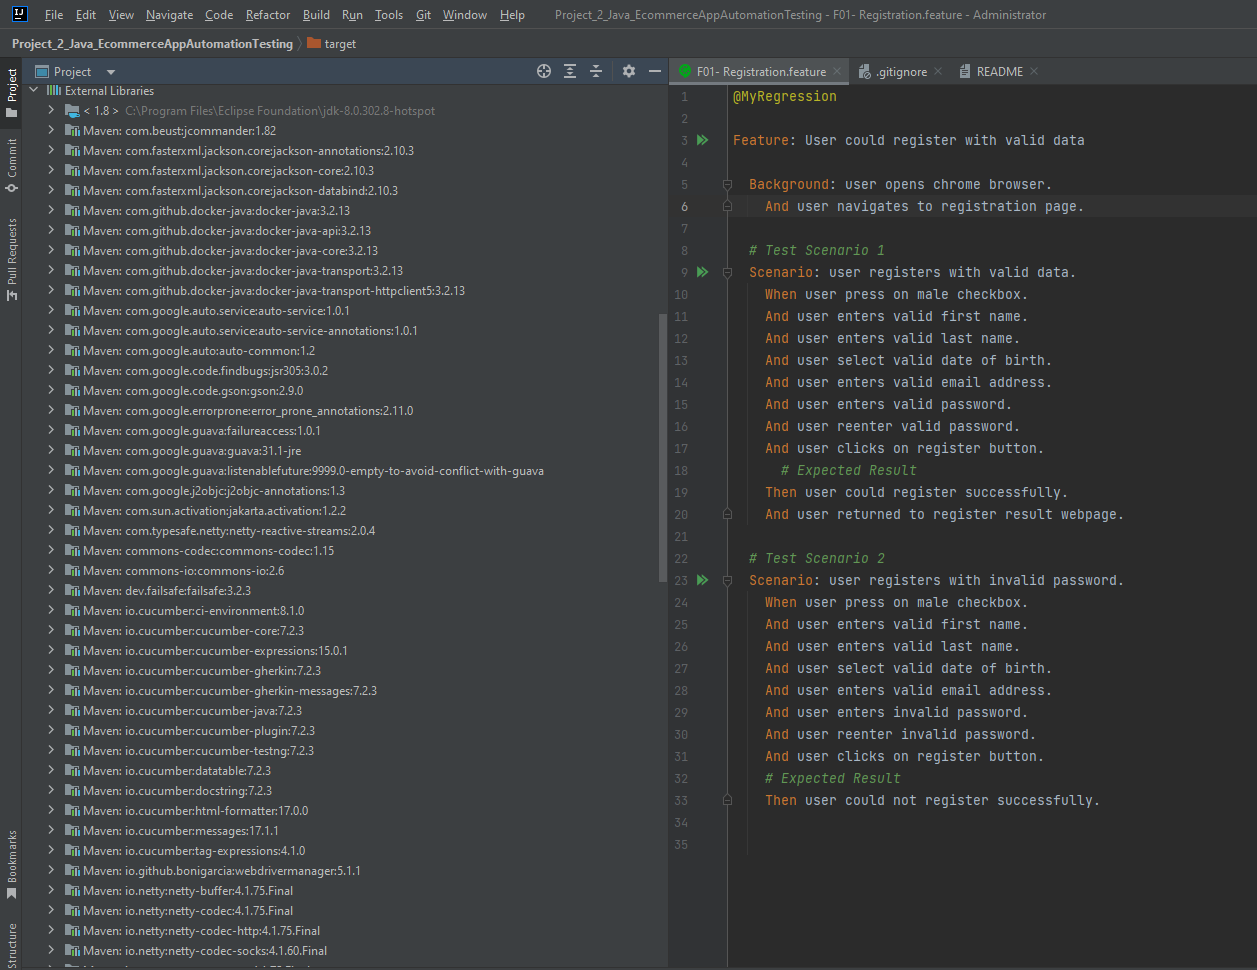 IJ
File Edit View Navigate Code Refactor Build Run Tools Git Window Help Project_2_Java_EcommerceAppAutomationTesting - F01- Registration.feature - Administrator
Project_2_Java_EcommerceAppAutomationTesting target
Project
Commit
Pull Requests
Bookmarks
Structure
Project
External Libraries
< 1.8 > C:\Program Files\Eclipse Foundation\jdk-8.0.302.8-hotspot
Maven: com.beust:jcommander:1.82
Maven: com.fasterxml.jackson.core:jackson-annotations:2.10.3
Maven: com.fasterxml.jackson.core:jackson-core:2.10.3
Maven: com.fasterxml.jackson.core:jackson-databind:2.10.3
Maven: com.github.docker-java:docker-java:3.2.13
Maven: com.github.docker-java:docker-java-api:3.2.13
Maven: com.github.docker-java:docker-java-core:3.2.13
Maven: com.github.docker-java:docker-java-transport:3.2.13
Maven: com.github.docker-java:docker-java-transport-httpclient5:3.2.13
Maven: com.google.auto.service:auto-service:1.0.1
Maven: com.google.auto.service:auto-service-annotations:1.0.1
Maven: com.google.auto:auto-common:1.2
Maven: com.google.code.findbugs:jsr305:3.0.2
Maven: com.google.code.gson:gson:2.9.0
Maven: com.google.errorprone:error_prone_annotations:2.11.0
Maven: com.google.guava:failureaccess:1.0.1
Maven: com.google.guava:guava:31.1-jre
Maven: com.google.guava:listenablefuture:9999.0-empty-to-avoid-conflict-with-guava
Maven: com.google.j2objc:j2objc-annotations:1.3
Maven: com.sun.activation:jakarta.activation:1.2.2
Maven: com.typesafe.netty:netty-reactive-streams:2.0.4
Maven: commons-codec:commons-codec:1.15
Maven: commons-io:commons-io:2.6
Maven: dev.failsafe:failsafe:3.2.3
Maven: io.cucumber:ci-environment:8.1.0
Maven: io.cucumber:cucumber-core:7.2.3
Maven: io.cucumber:cucumber-expressions:15.0.1
Maven: io.cucumber:cucumber-gherkin:7.2.3
Maven: io.cucumber:cucumber-gherkin-messages:7.2.3
Maven: io.cucumber:cucumber-java:7.2.3
Maven: io.cucumber:cucumber-plugin:7.2.3
Maven: io.cucumber:cucumber-testng:7.2.3
Maven: io.cucumber:datatable:7.2.3
Maven: io.cucumber:docstring:7.2.3
Maven: io.cucumber:html-formatter:17.0.0
Maven: io.cucumber:messages:17.1.1
Maven: io.cucumber:tag-expressions:4.1.0
Maven: io.github.bonigarcia:webdrivermanager:5.1.1
Maven: io.netty:netty-buffer:4.1.75.Final
Maven: io.netty:netty-codec:4.1.75.Final
Maven: io.netty:netty-codec-http:4.1.75.Final
Maven: io.netty:netty-codec-socks:4.1.60.Final
F01- Registration.feature .gitignore README
1 @MyRegression
2
3 Feature: User could register with valid data
4
5 Background: user opens chrome browser.
6 And user navigates to registration page.
7
8 # Test Scenario 1
9 Scenario: user registers with valid data.
10 When user press on male checkbox.
11 And user enters valid first name.
12 And user enters valid last name.
13 And user select valid date of birth.
14 And user enters valid email address.
15 And user enters valid password.
16 And user reenter valid password.
17 And user clicks on register button.
18 # Expected Result
19 Then user could register successfully.
20 And user returned to register result webpage.
21
22 # Test Scenario 2
23 Scenario: user registers with invalid password.
24 When user press on male checkbox.
25 And user enters valid first name.
26 And user enters valid last name.
27 And user select valid date of birth.
28 And user enters valid email address.
29 And user enters invalid password.
30 And user reenter invalid password.
31 And user clicks on register button.
32 # Expected Result
33 Then user could not register successfully.
34
35